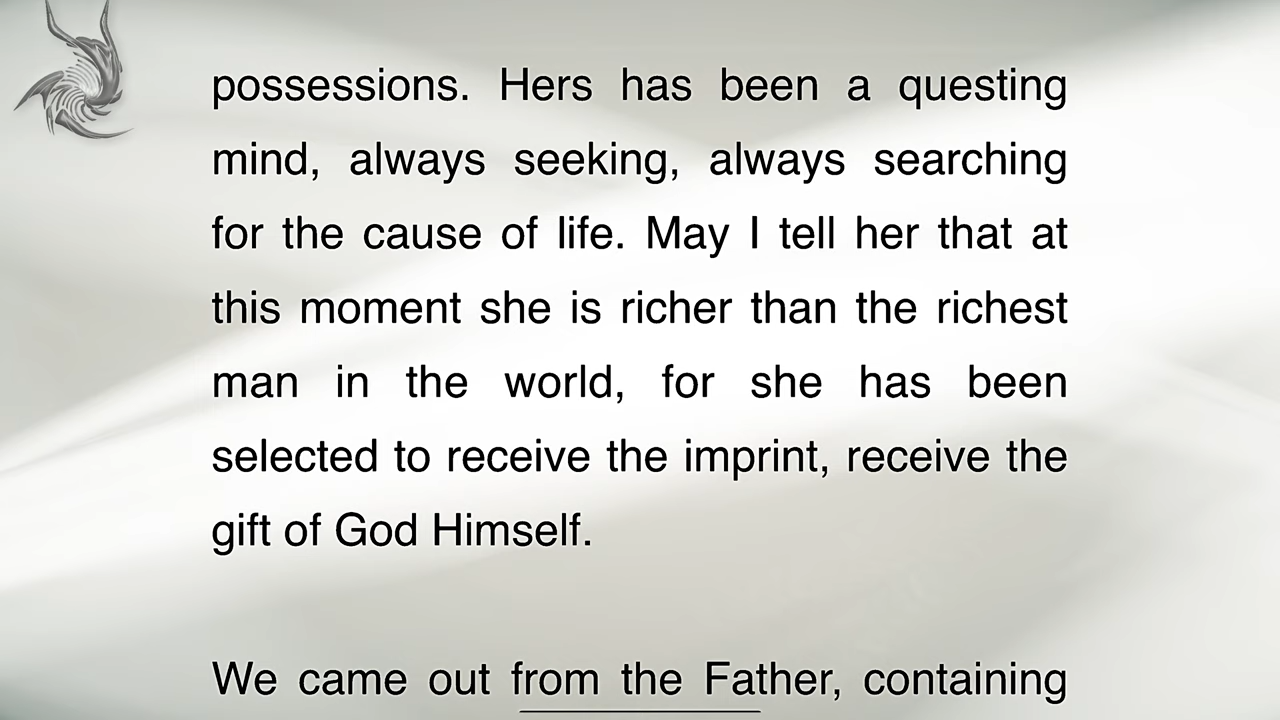 possessions. Hers has been a questing
mind, always seeking, always searching
for the cause of life. May I tell her that at
this moment she is richer than the richest
man in the world, for she has been
selected to receive the imprint, receive the
gift of God Himself.
We came out from the Father, containing